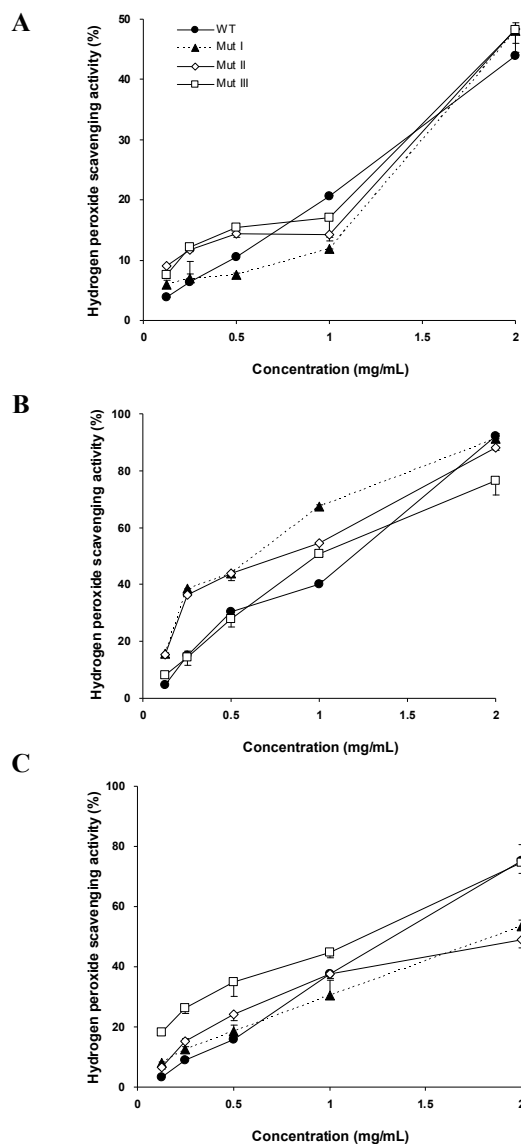 A
Hydrogen peroxide scavenging activity (%)
50
40
30
20
10
0
WT
Mut I
Mut II
Mut III
0 0.5 1 1.5 2
Concentration (mg/mL)
B
Hydrogen peroxide scavenging activity (%)
100
80
60
40
20
0
0 0.5 1 1.5 2
Concentration (mg/mL)
C
Hydrogen peroxide scavenging activity (%)
100
80
60
40
20
0
0 0.5 1 1.5 2
Concentration (mg/mL)